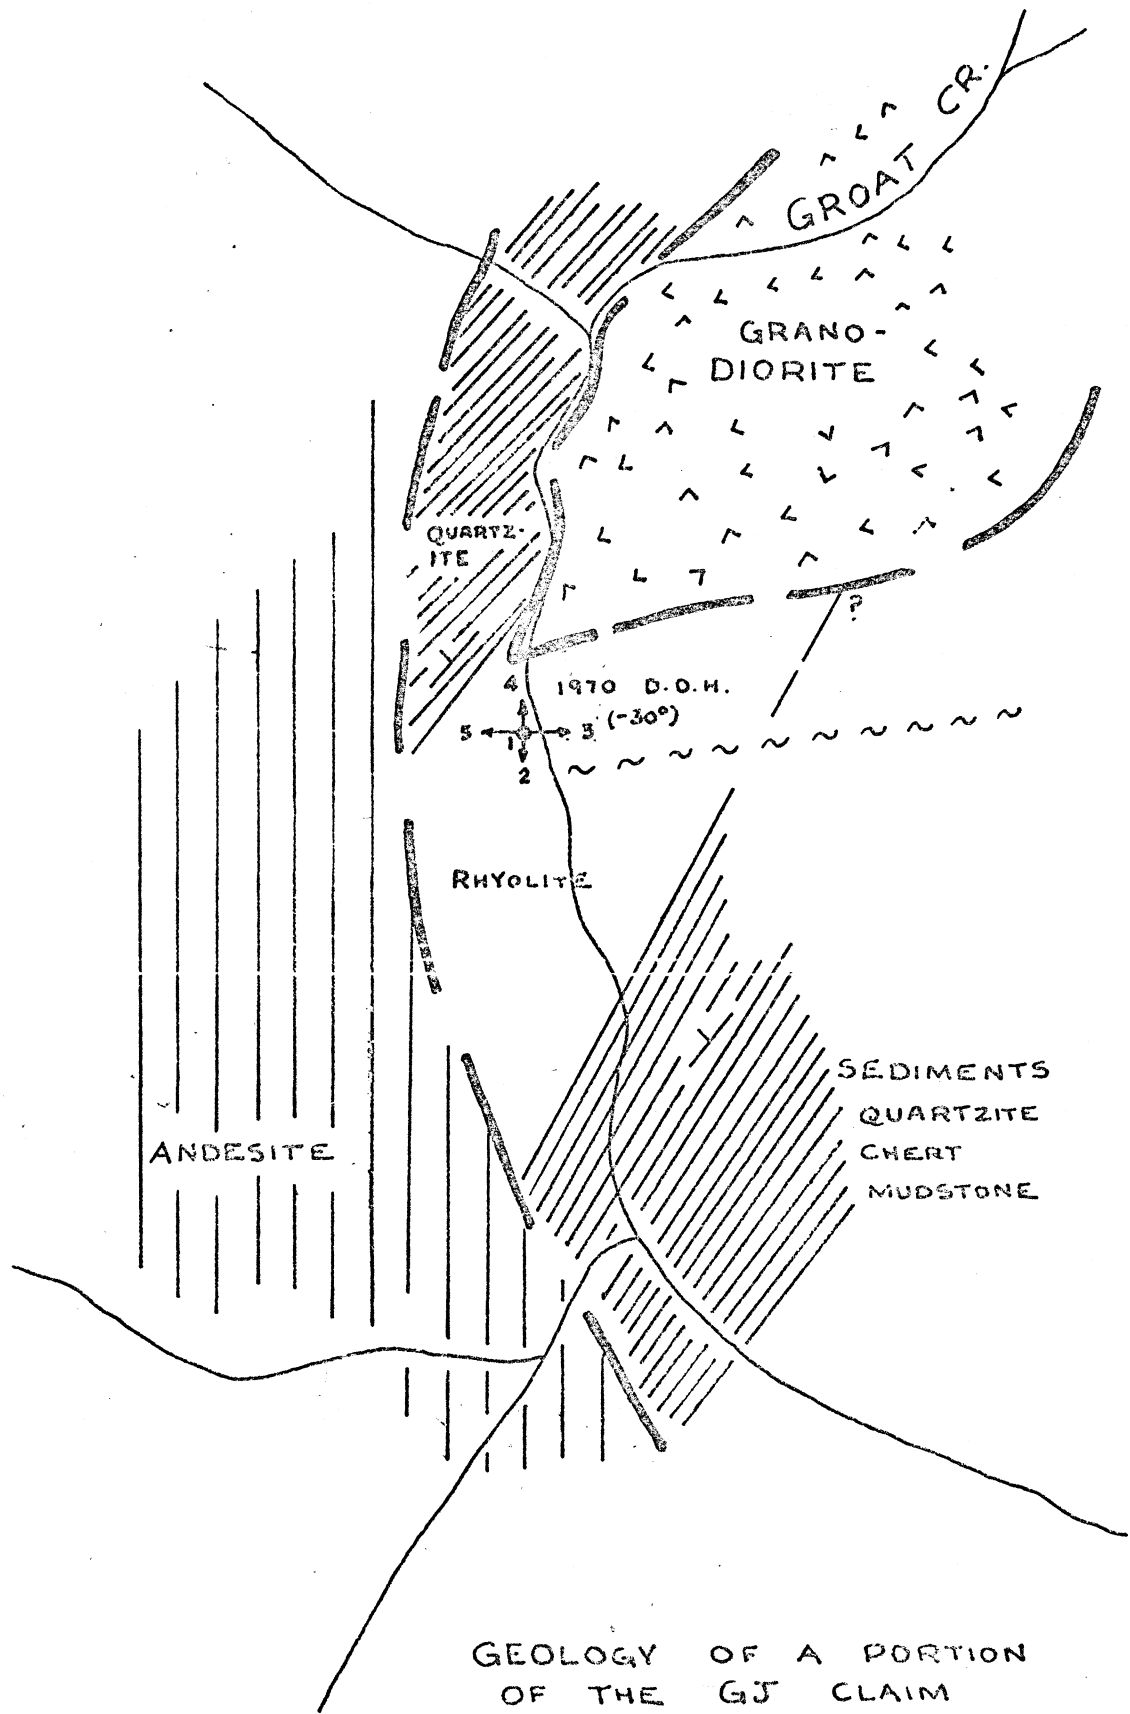 GROAT CR.
GRANO-
DIORITE
QUARTZ-
ITE
?
4 1970 D.D.H.
5 3 (-30°)
1
2
RHYOLITE
SEDIMENTS
QUARTZITE
CHERT
MUDSTONE
ANDESITE
GEOLOGY OF A PORTION
OF THE GJ CLAIM